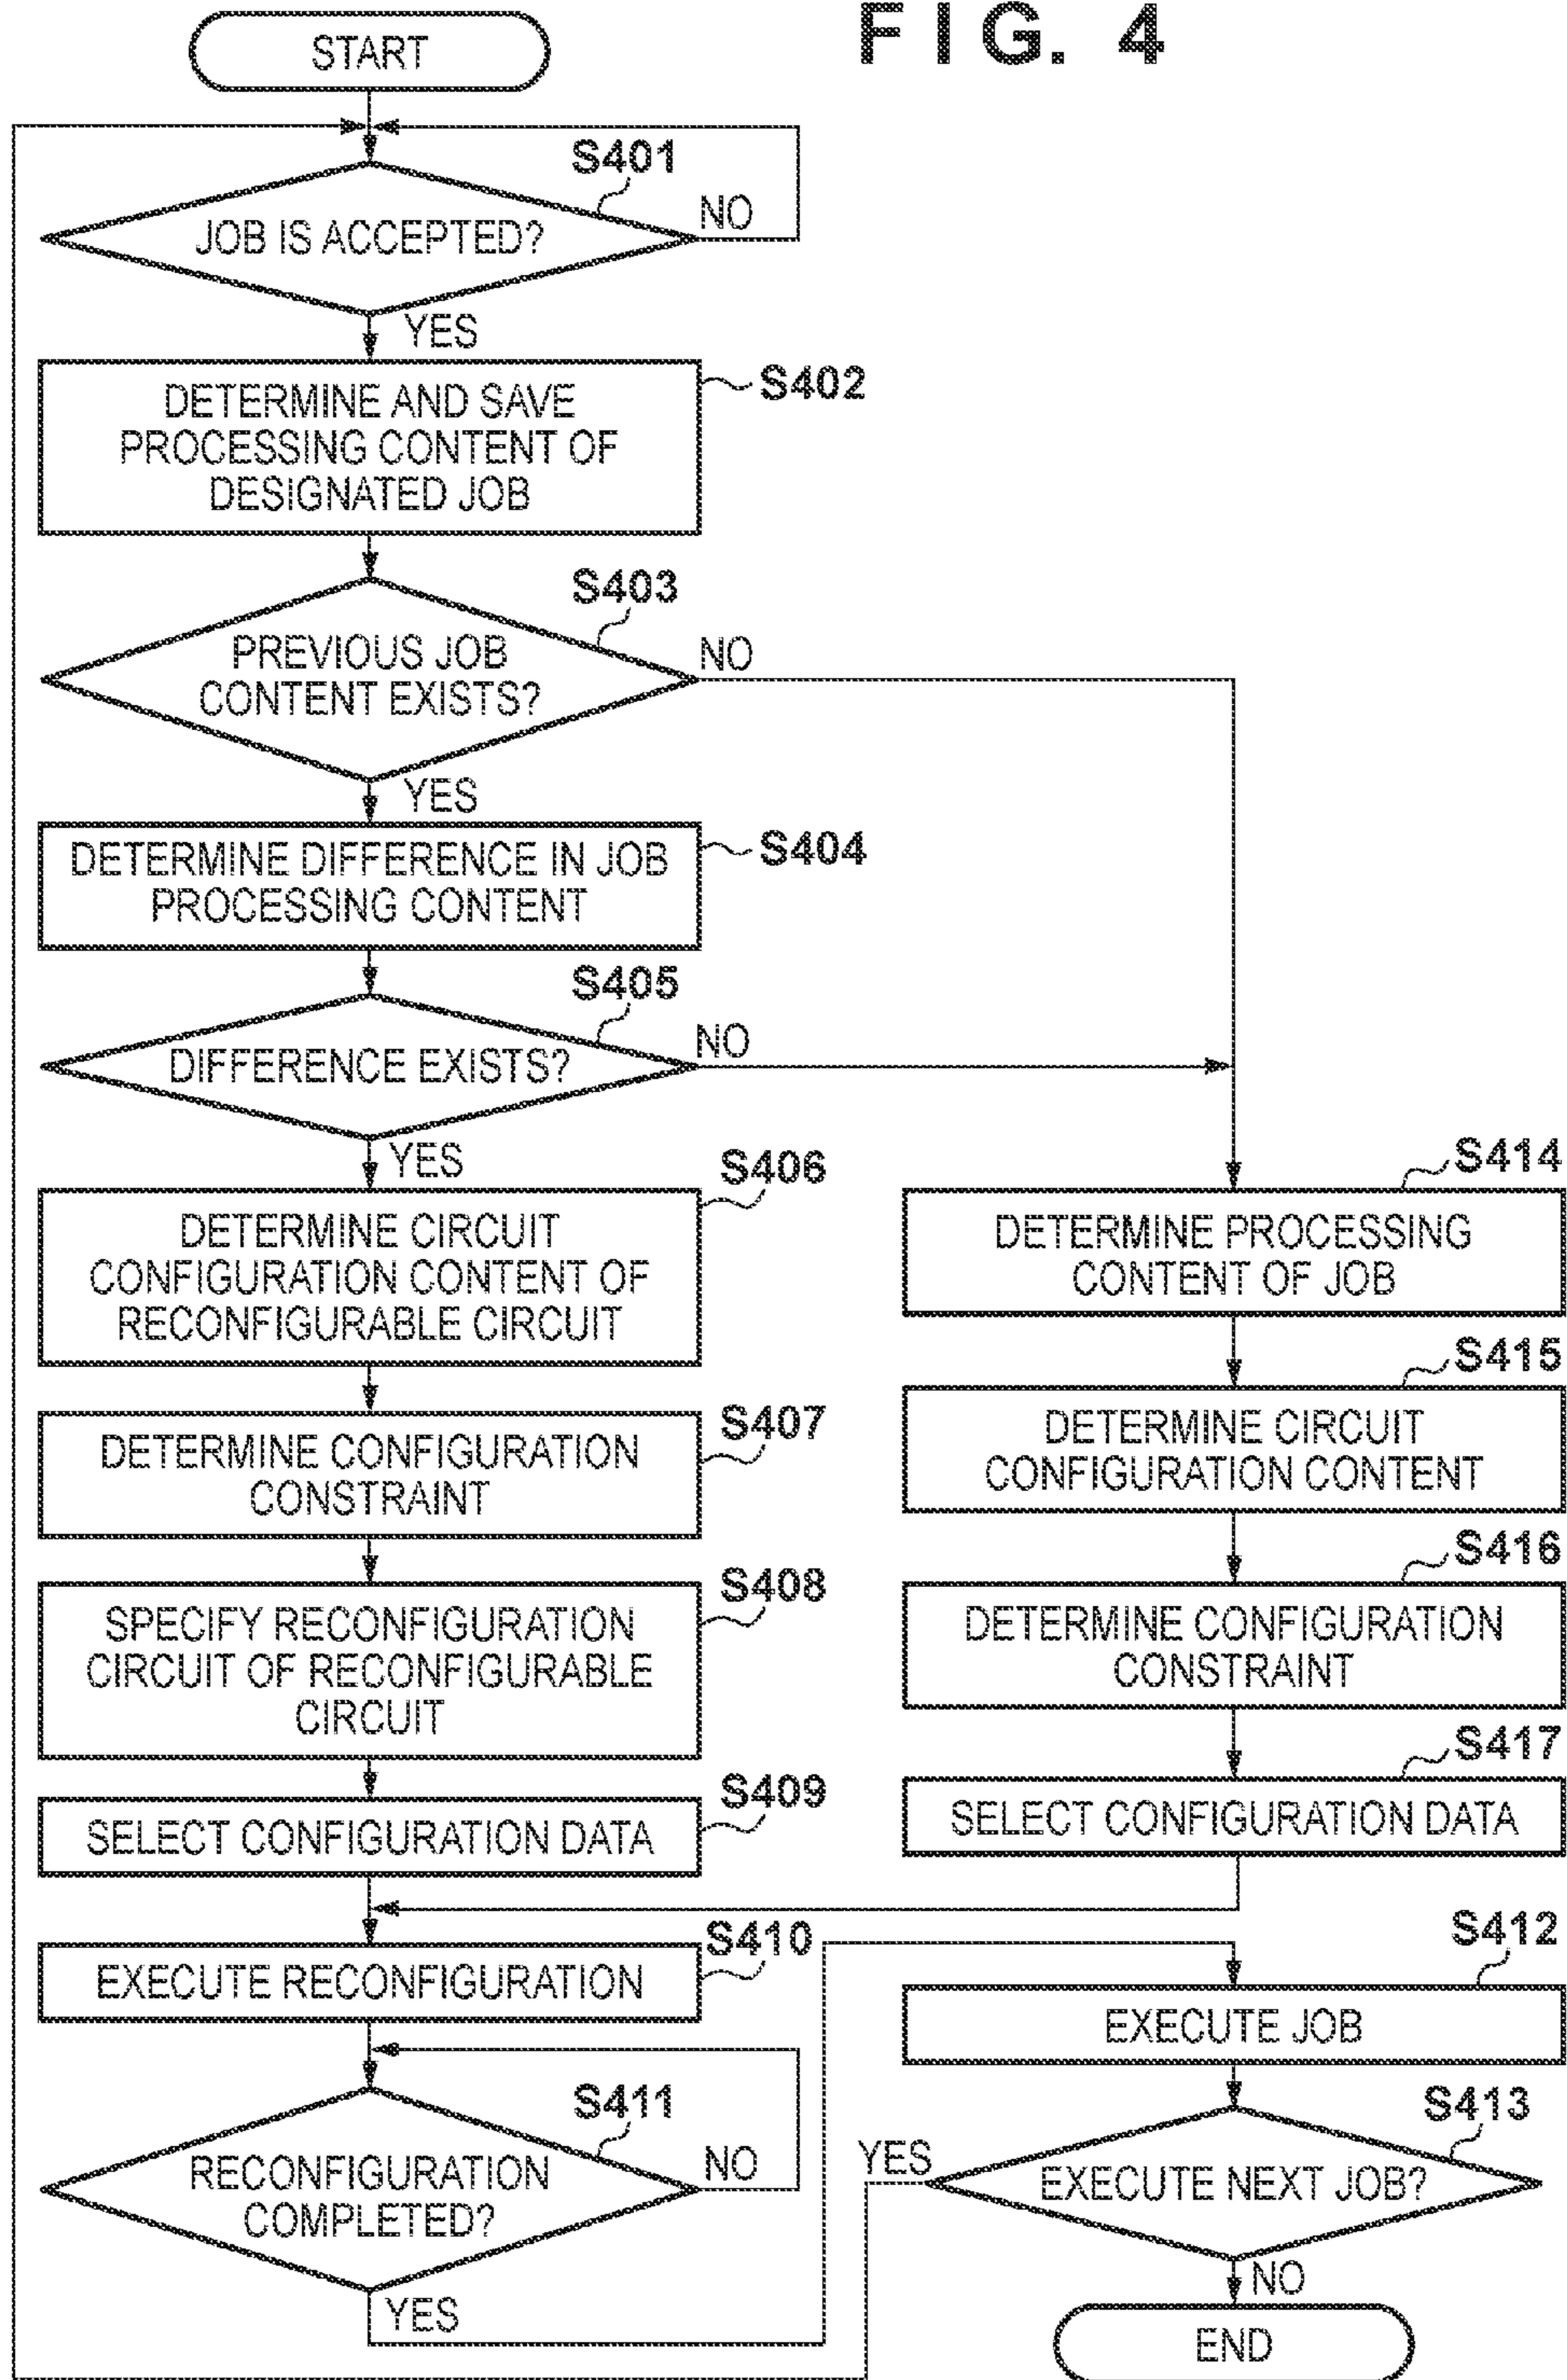 FIG. 4
START
S401
JOB IS ACCEPTED?
NO
YES
S402
DETERMINE AND SAVE
PROCESSING CONTENT OF
DESIGNATED JOB
S403
PREVIOUS JOB
CONTENT EXISTS?
NO
YES
S404
DETERMINE DIFFERENCE IN JOB
PROCESSING CONTENT
S405
DIFFERENCE EXISTS?
NO
YES
S406
DETERMINE CIRCUIT
CONFIGURATION CONTENT OF
RECONFIGURABLE CIRCUIT
S407
DETERMINE CONFIGURATION
CONSTRAINT
S408
SPECIFY RECONFIGURATION
CIRCUIT OF RECONFIGURABLE
CIRCUIT
S409
SELECT CONFIGURATION DATA
S410
EXECUTE RECONFIGURATION
S411
RECONFIGURATION
COMPLETED?
NO
YES
S414
DETERMINE PROCESSING
CONTENT OF JOB
S415
DETERMINE CIRCUIT
CONFIGURATION CONTENT
S416
DETERMINE CONFIGURATION
CONSTRAINT
S417
SELECT CONFIGURATION DATA
S412
EXECUTE JOB
S413
EXECUTE NEXT JOB?
YES
NO
END